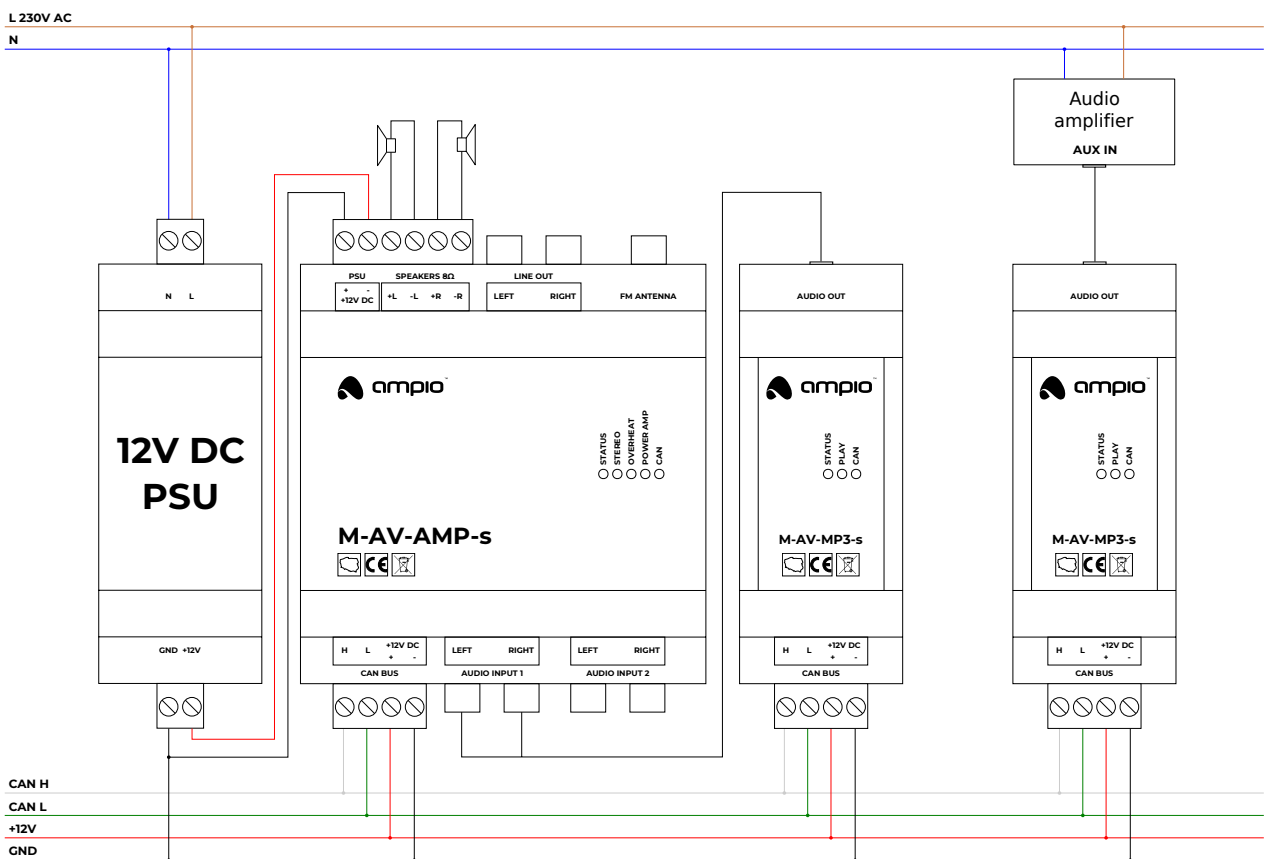 L 230V AC
N
Audio
amplifier
AUX IN
N L
PSU
+ -
+12V DC
SPEAKERS 8Ω
+L -L +R -R
LINE OUT
LEFT RIGHT
FM ANTENNA
AUDIO OUT
AUDIO OUT
12V DC
PSU
ampio
STATUS
STEREO
OVERHEAT
POWER AMP
CAN
M-AV-AMP-s
CE
ampio
STATUS
PLAY
CAN
M-AV-MP3-s
CE
ampio
STATUS
PLAY
CAN
M-AV-MP3-s
CE
GND +12V
H L +12V DC
+ -
CAN BUS
LEFT RIGHT
AUDIO INPUT 1
LEFT RIGHT
AUDIO INPUT 2
H L +12V DC
+ -
CAN BUS
H L +12V DC
+ -
CAN BUS
CAN H
CAN L
+12V
GND